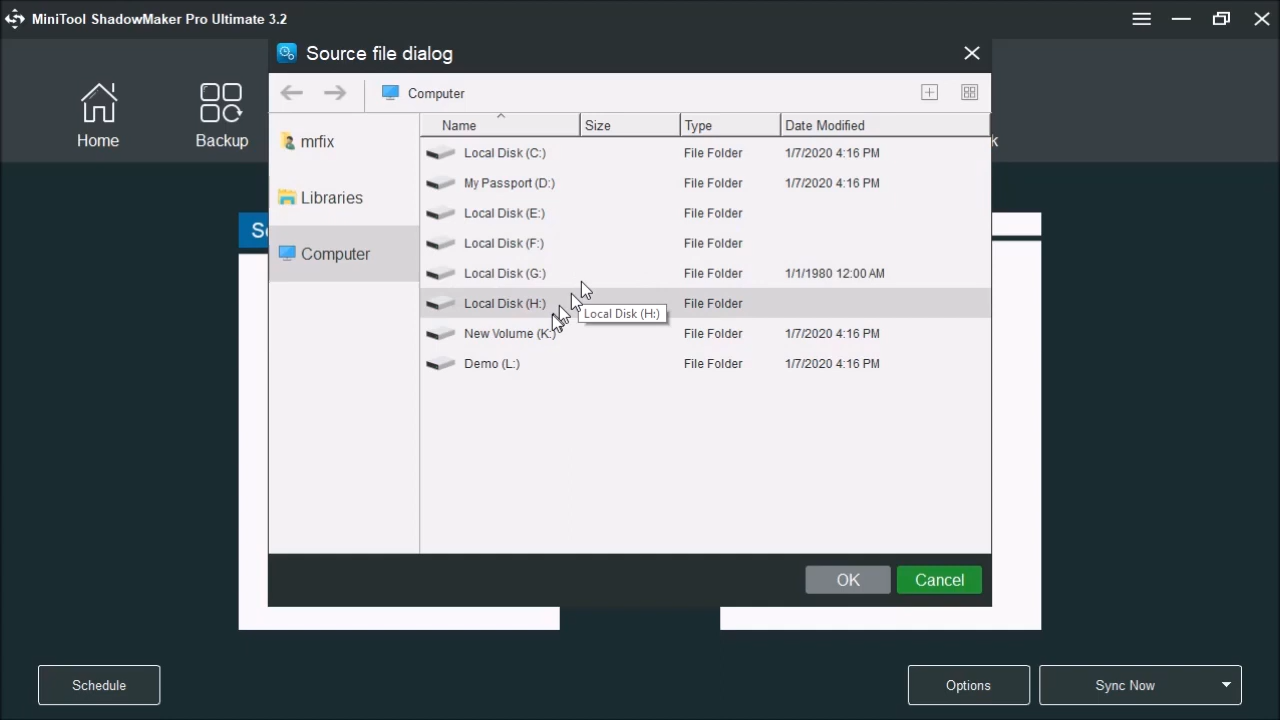 MiniTool ShadowMaker Pro Ultimate 3.2
Source file dialog
Home
Backup
Computer
mrfix
Libraries
Computer
Name Size Type Date Modified
Local Disk (C:) File Folder 1/7/2020 4:16 PM
My Passport (D:) File Folder 1/7/2020 4:16 PM
Local Disk (E:) File Folder
Local Disk (F:) File Folder
Local Disk (G:) File Folder 1/1/1980 12:00 AM
Local Disk (H:) File Folder
Local Disk (H:)
New Volume (K:) File Folder 1/7/2020 4:16 PM
Demo (L:) File Folder 1/7/2020 4:16 PM
OK
Cancel
Schedule
Options
Sync Now